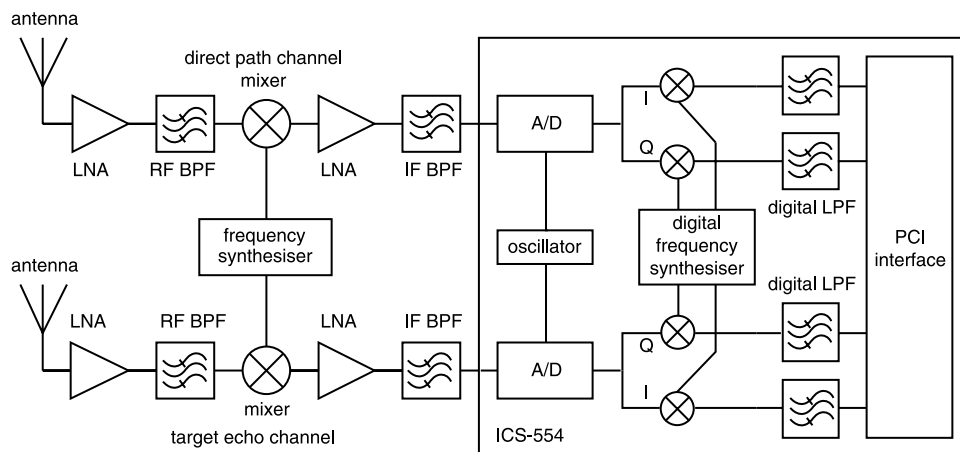 antenna
direct path channel
mixer
LNA
RF BPF
LNA
IF BPF
A/D
I
Q
digital LPF
frequency
synthesiser
oscillator
digital
frequency
synthesiser
PCI
interface
antenna
LNA
RF BPF
LNA
IF BPF
digital LPF
A/D
Q
I
mixer
target echo channel
ICS-554